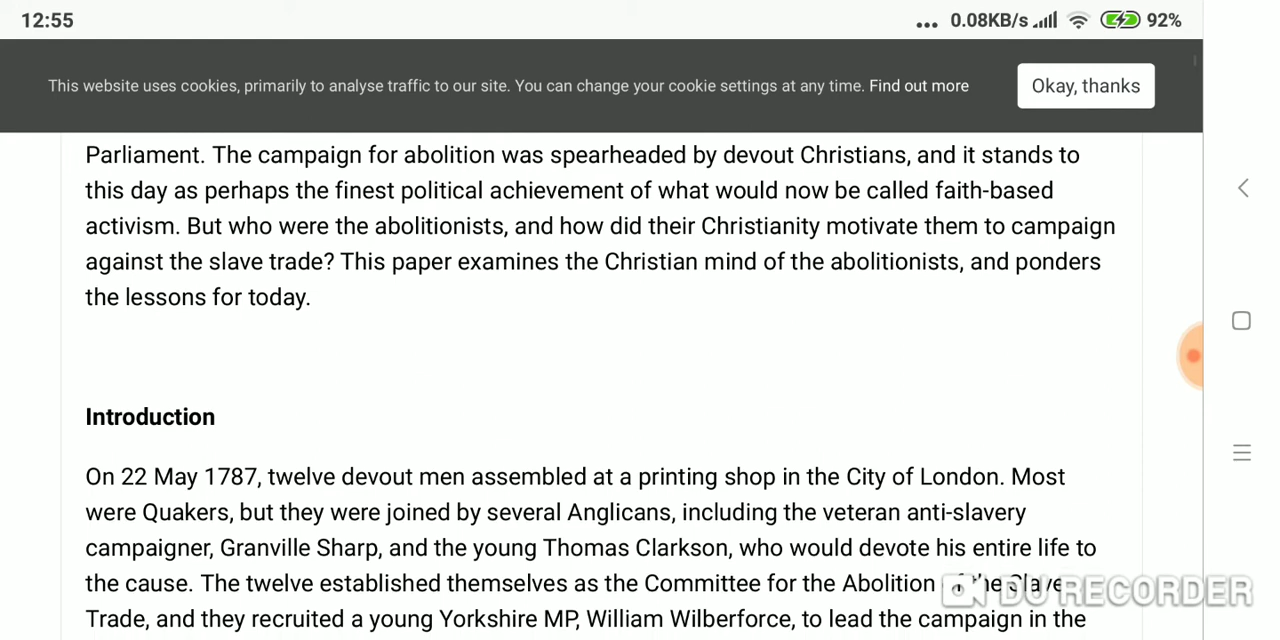 12:55
... 0.08KB/s 92%
This website uses cookies, primarily to analyse traffic to our site. You can change your cookie settings at any time. Find out more
Okay, thanks
Parliament. The campaign for abolition was spearheaded by devout Christians, and it stands to
this day as perhaps the finest political achievement of what would now be called faith-based
activism. But who were the abolitionists, and how did their Christianity motivate them to campaign
against the slave trade? This paper examines the Christian mind of the abolitionists, and ponders
the lessons for today.
Introduction
On 22 May 1787, twelve devout men assembled at a printing shop in the City of London. Most
were Quakers, but they were joined by several Anglicans, including the veteran anti-slavery
campaigner, Granville Sharp, and the young Thomas Clarkson, who would devote his entire life to
the cause. The twelve established themselves as the Committee for the Abolition of the Slave
Trade, and they recruited a young Yorkshire MP, William Wilberforce, to lead the campaign in the
DU RECORDER